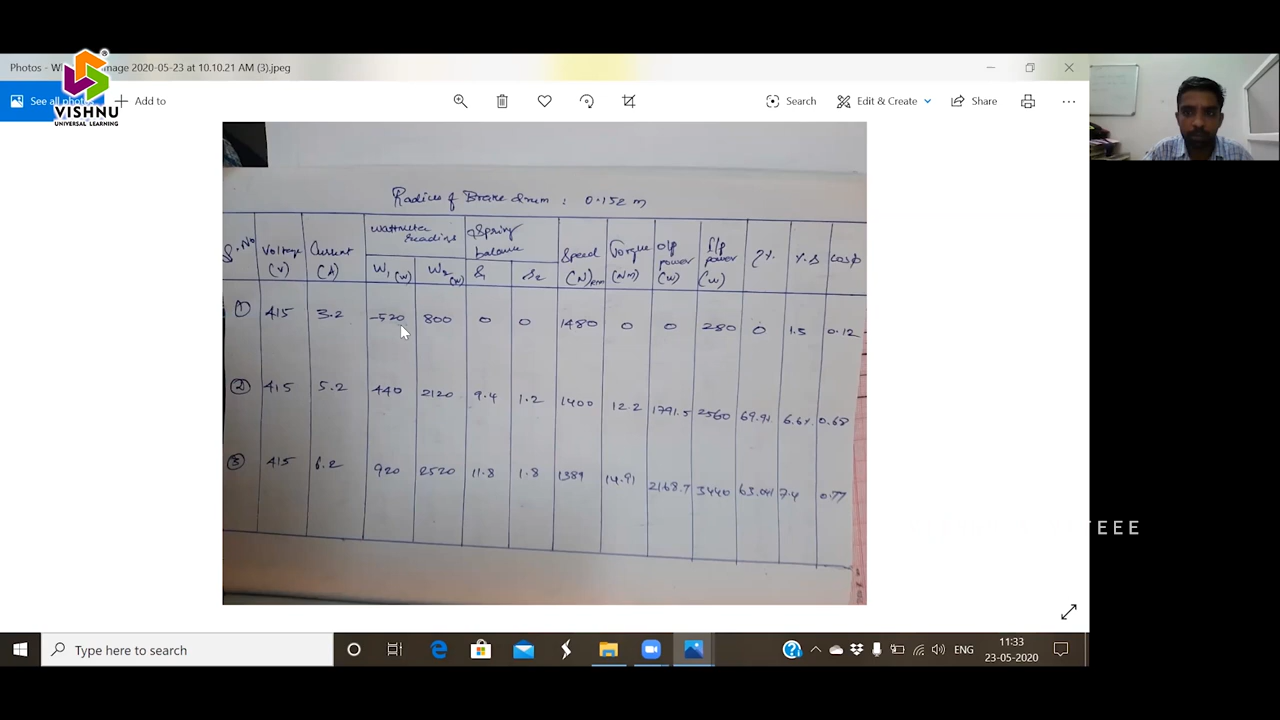 Photos - W
mage 2020-05-23 at 10.10.21 AM (3).jpeg
See all photos
Add to
Search
Edit & Create
Share
VISHNU
UNIVERSAL LEARNING
Radius of Brake drum : 0.152 m
S.No
Voltage (V)
Current (A)
Wattmeter readings
W1 (W)
W2 (W)
Spring balance
S1
S2
Speed (N) rpm
Torque (Nm)
o/p power (W)
I/p power (W)
η%
%s
cosφ
① 415 3.2 -520 800 0 0 1480 0 0 280 0 1.5 0.12
② 415 5.2 440 2120 9.4 1.2 1400 12.2 1791.5 2560 69.9% 6.6% 0.68
③ 415 6.2 920 2520 11.8 1.8 1389 14.91 2168.7 3440 63.04% 7.4 0.77
TEEE
Type here to search
ENG
11:33
23-05-2020